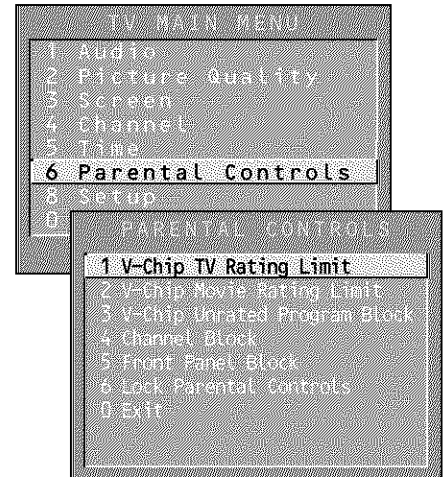 TV MAIN MENU
1 Audio
2 Picture Quality
3 Screen
4 Channel
5 Time
6 Parental Controls
8 Setup
0
PARENTAL CONTROLS
1 V-Chip TV Rating Limit
2 V-Chip Movie Rating Limit
3 V-Chip Unrated Program Block
4 Channel Block
5 Front Panel Block
6 Lock Parental Controls
0 Exit